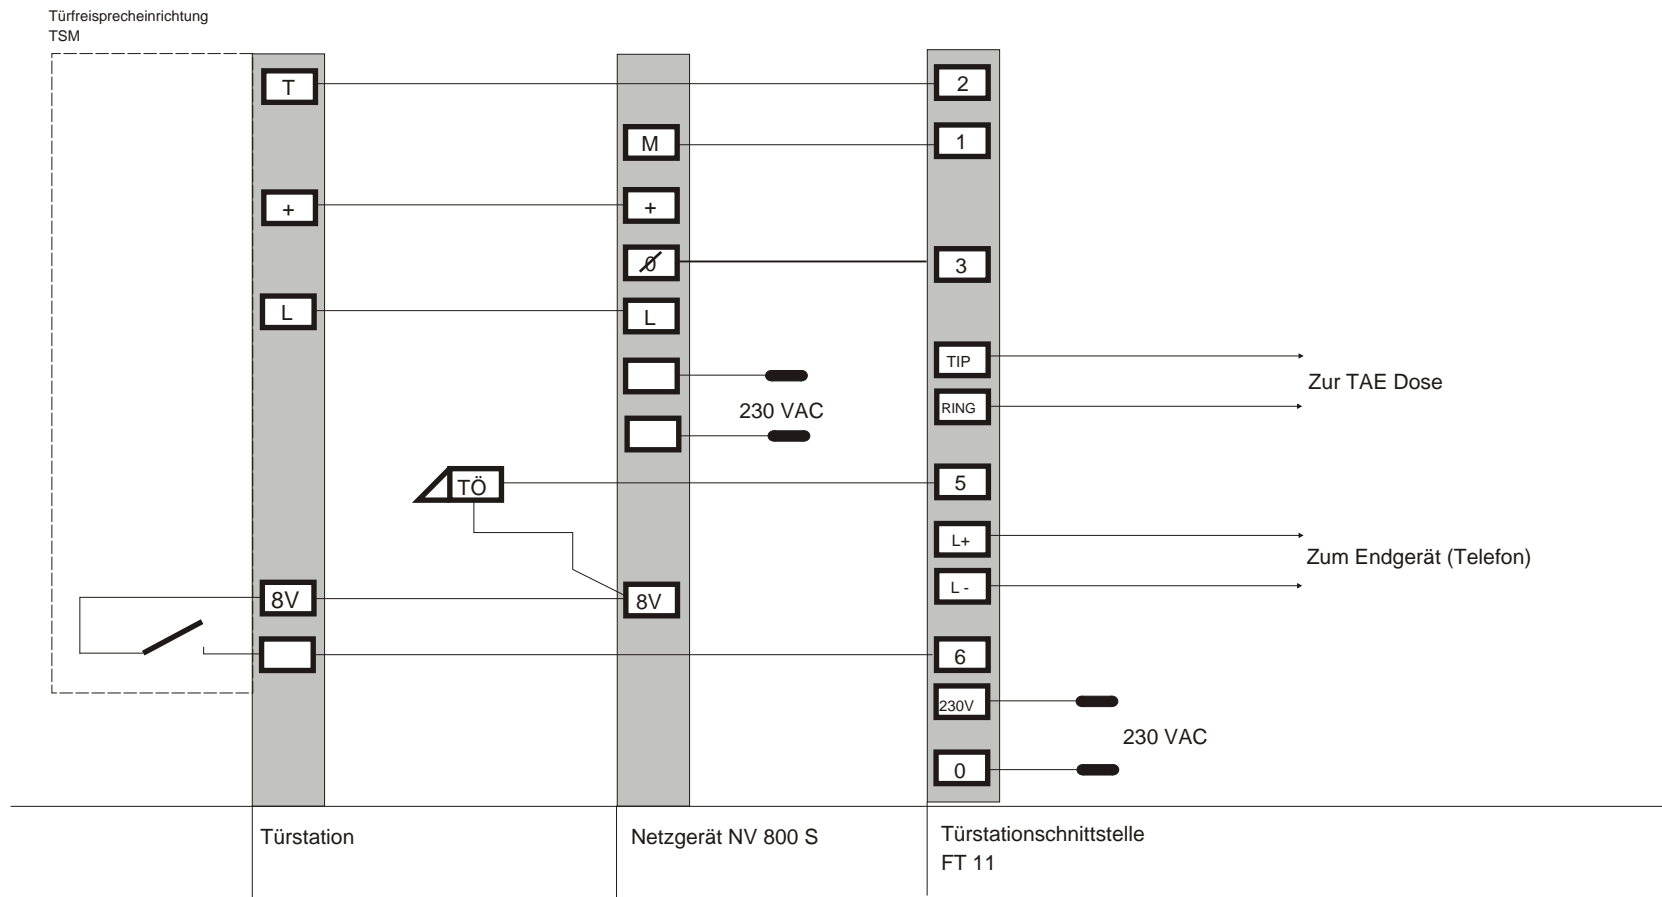 Türfreisprecheinrichtung
TSM
T
2
M
1
+
+
0
3
L
L
TIP
Zur TAE Dose
RING
230 VAC
TÖ
5
L+
Zum Endgerät (Telefon)
L -
8V
8V
6
230V
230 VAC
0
Türstation
Netzgerät NV 800 S
Türstationschnittstelle
FT 11